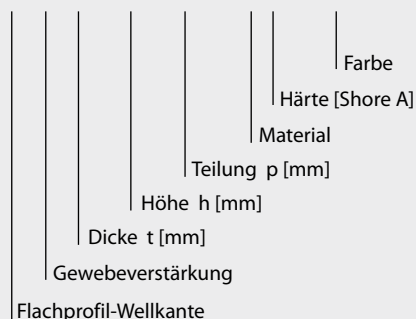 Farbe
Härte [Shore A]
Material
Teilung p [mm]
Höhe h [mm]
Dicke t [mm]
Gewebeverstärkung
Flachprofil-Wellkante